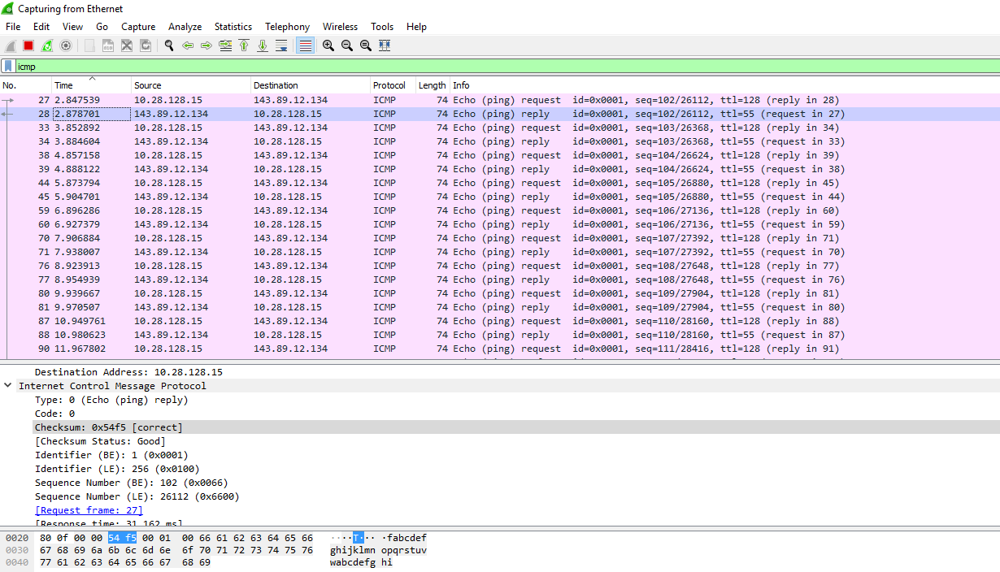 Capturing from Ethernet
File Edit View Go Capture Analyze Statistics Telephony Wireless Tools Help
icmp
No. Time Source Destination Protocol Length Info
27 2.847539 10.28.128.15 143.89.12.134 ICMP 74 Echo (ping) request id=0x0001, seq=102/26112, ttl=128 (reply in 28)
28 2.878701 143.89.12.134 10.28.128.15 ICMP 74 Echo (ping) reply id=0x0001, seq=102/26112, ttl=55 (request in 27)
33 3.852892 10.28.128.15 143.89.12.134 ICMP 74 Echo (ping) request id=0x0001, seq=103/26368, ttl=128 (reply in 34)
34 3.884604 143.89.12.134 10.28.128.15 ICMP 74 Echo (ping) reply id=0x0001, seq=103/26368, ttl=55 (request in 33)
38 4.857158 10.28.128.15 143.89.12.134 ICMP 74 Echo (ping) request id=0x0001, seq=104/26624, ttl=128 (reply in 39)
39 4.888122 143.89.12.134 10.28.128.15 ICMP 74 Echo (ping) reply id=0x0001, seq=104/26624, ttl=55 (request in 38)
44 5.873794 10.28.128.15 143.89.12.134 ICMP 74 Echo (ping) request id=0x0001, seq=105/26880, ttl=128 (reply in 45)
45 5.904701 143.89.12.134 10.28.128.15 ICMP 74 Echo (ping) reply id=0x0001, seq=105/26880, ttl=55 (request in 44)
59 6.896286 10.28.128.15 143.89.12.134 ICMP 74 Echo (ping) request id=0x0001, seq=106/27136, ttl=128 (reply in 60)
60 6.927379 143.89.12.134 10.28.128.15 ICMP 74 Echo (ping) reply id=0x0001, seq=106/27136, ttl=55 (request in 59)
70 7.906884 10.28.128.15 143.89.12.134 ICMP 74 Echo (ping) request id=0x0001, seq=107/27392, ttl=128 (reply in 71)
71 7.938007 143.89.12.134 10.28.128.15 ICMP 74 Echo (ping) reply id=0x0001, seq=107/27392, ttl=55 (request in 70)
76 8.923913 10.28.128.15 143.89.12.134 ICMP 74 Echo (ping) request id=0x0001, seq=108/27648, ttl=128 (reply in 77)
77 8.954939 143.89.12.134 10.28.128.15 ICMP 74 Echo (ping) reply id=0x0001, seq=108/27648, ttl=55 (request in 76)
80 9.939667 10.28.128.15 143.89.12.134 ICMP 74 Echo (ping) request id=0x0001, seq=109/27904, ttl=128 (reply in 81)
81 9.970507 143.89.12.134 10.28.128.15 ICMP 74 Echo (ping) reply id=0x0001, seq=109/27904, ttl=55 (request in 80)
87 10.949761 10.28.128.15 143.89.12.134 ICMP 74 Echo (ping) request id=0x0001, seq=110/28160, ttl=128 (reply in 88)
88 10.980623 143.89.12.134 10.28.128.15 ICMP 74 Echo (ping) reply id=0x0001, seq=110/28160, ttl=55 (request in 87)
90 11.967802 10.28.128.15 143.89.12.134 ICMP 74 Echo (ping) request id=0x0001, seq=111/28416, ttl=128 (reply in 91)
Destination Address: 10.28.128.15
Internet Control Message Protocol
Type: 0 (Echo (ping) reply)
Code: 0
Checksum: 0x54f5 [correct]
[Checksum Status: Good]
Identifier (BE): 1 (0x0001)
Identifier (LE): 256 (0x0100)
Sequence Number (BE): 102 (0x0066)
Sequence Number (LE): 26112 (0x6600)
[Request frame: 27]
[Response time: 31.162 ms]
0020 80 0f 00 00 54 f5 00 01 00 66 61 62 63 64 65 66 ····T··· ·fabcdef
0030 67 68 69 6a 6b 6c 6d 6e 6f 70 71 72 73 74 75 76 ghijklmn opqrstuv
0040 77 61 62 63 64 65 66 67 68 69 wabcdefg hi